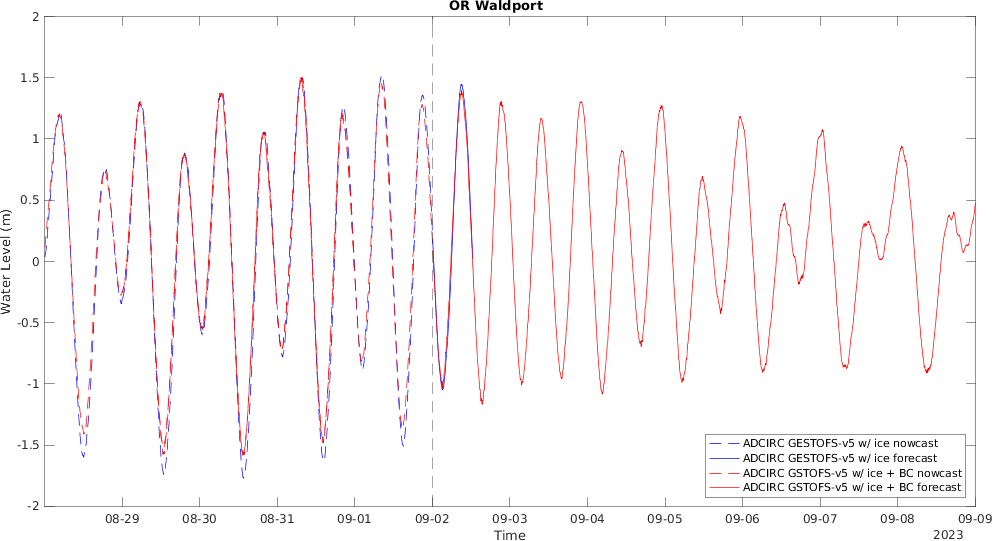 OR Waldport
2
1.5
1
0.5
0
-0.5
-1
-1.5
-2
Water Level (m)
08-29 08-30 08-31 09-01 09-02 09-03 09-04 09-05 09-06 09-07 09-08 09-09
Time
2023
ADCIRC GESTOFS-v5 w/ ice nowcast
ADCIRC GESTOFS-v5 w/ ice forecast
ADCIRC GSTOFS-v5 w/ ice + BC nowcast
ADCIRC GSTOFS-v5 w/ ice + BC forecast